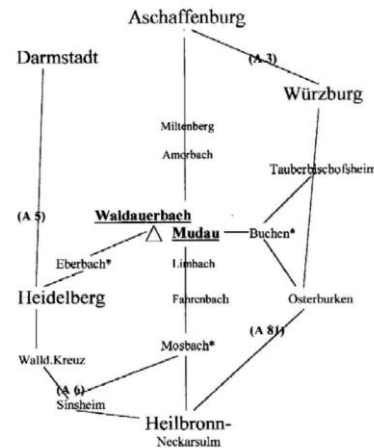 Aschaffenburg
Darmstadt
(A 3)
Würzburg
Miltenberg
Amorbach
Tauberbischofsheim
Waldauerbach
(A 5)
Mudau
Buchen*
Eberbach*
Limbach
Heidelberg
Fahrenbach
Osterburken
(A 81)
Walld.Kreuz
Mosbach*
(A 6)
Sinsheim
Heilbronn-
Neckarsulm